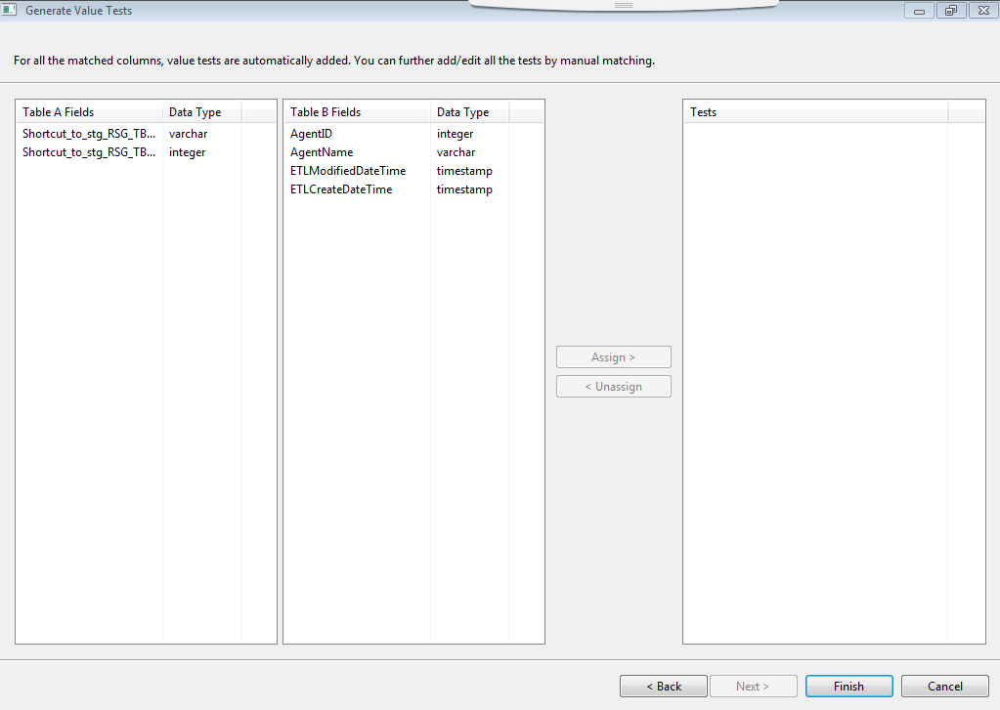 Generate Value Tests
For all the matched columns, value tests are automatically added. You can further add/edit all the tests by manual matching.
Table A Fields Data Type Table B Fields Data Type Tests
Shortcut_to_stg_RSG_TB... varchar AgentID integer
Shortcut_to_stg_RSG_TB... integer AgentName varchar
ETLModifiedDateTime timestamp
ETLCreateDateTime timestamp
Assign >
< Unassign
< Back Next > Finish Cancel